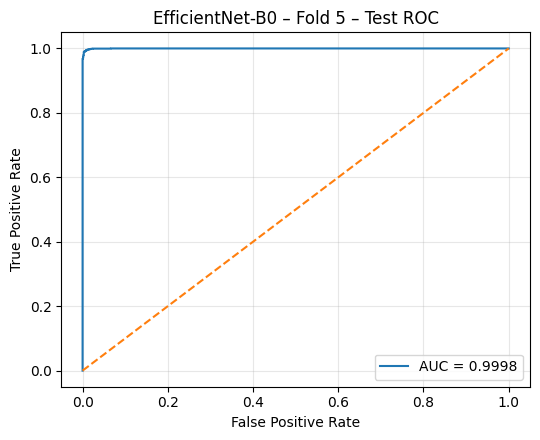 EfficientNet-B0 – Fold 5 – Test ROC
True Positive Rate
1.0
0.8
0.6
0.4
0.2
0.0
AUC = 0.9998
0.0 0.2 0.4 0.6 0.8 1.0
False Positive Rate